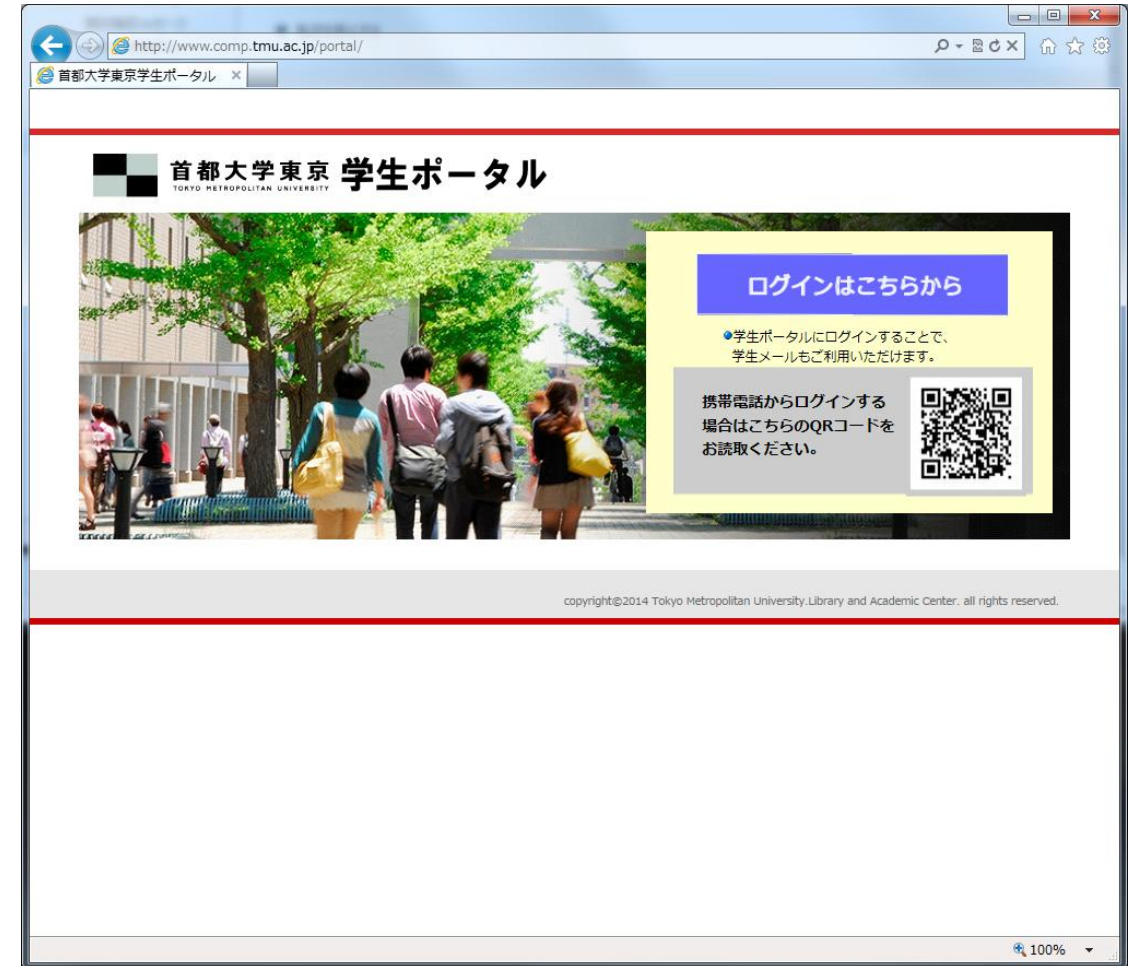 http://www.comp.tmu.ac.jp/portal/
首都大学東京学生ポータル
首都大学東京 学生ポータル
TOKYO METROPOLITAN UNIVERSITY
ログインはこちらから
学生ポータルにログインすることで、
学生メールもご利用いただけます。
携帯電話からログインする
場合はこちらのQRコードを
お読取ください。
copyright©2014 Tokyo Metropolitan University.Library and Academic Center. all rights reserved.
100%